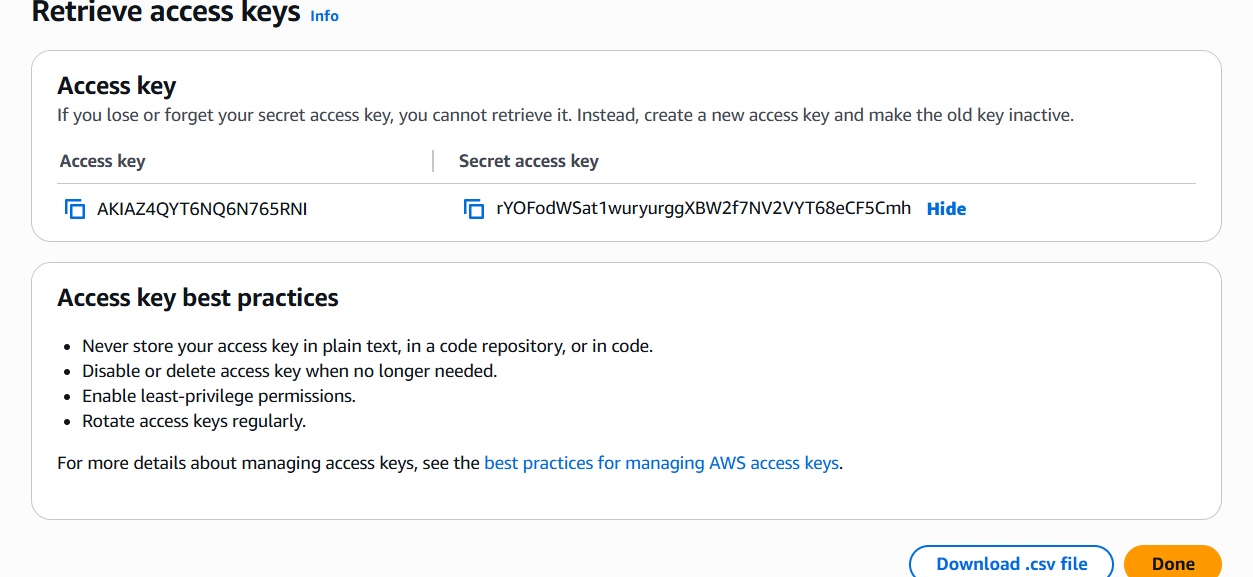 Retrieve access keys Info
Access key
If you lose or forget your secret access key, you cannot retrieve it. Instead, create a new access key and make the old key inactive.
Access key Secret access key
AKIAZ4QYT6NQ6N765RNI rYOFodWSat1wuryurggXBW2f7NV2VYT68eCF5Cmh Hide
Access key best practices
• Never store your access key in plain text, in a code repository, or in code.
• Disable or delete access key when no longer needed.
• Enable least-privilege permissions.
• Rotate access keys regularly.
For more details about managing access keys, see the best practices for managing AWS access keys.
Download .csv file Done